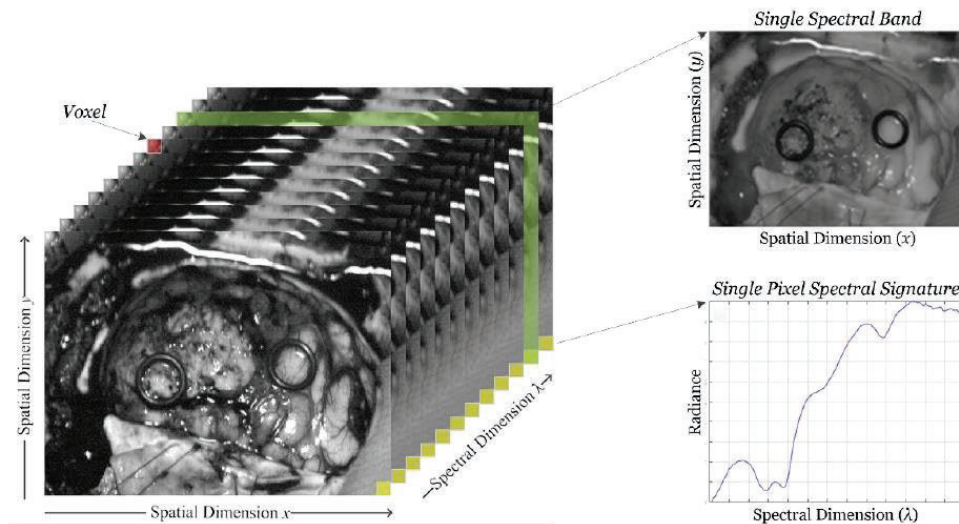 Voxel
Spatial Dimension y
Spatial Dimension x
Spectral Dimension λ
Single Spectral Band
Spatial Dimension (y)
Spatial Dimension (x)
Single Pixel Spectral Signature
Radiance
Spectral Dimension (λ)